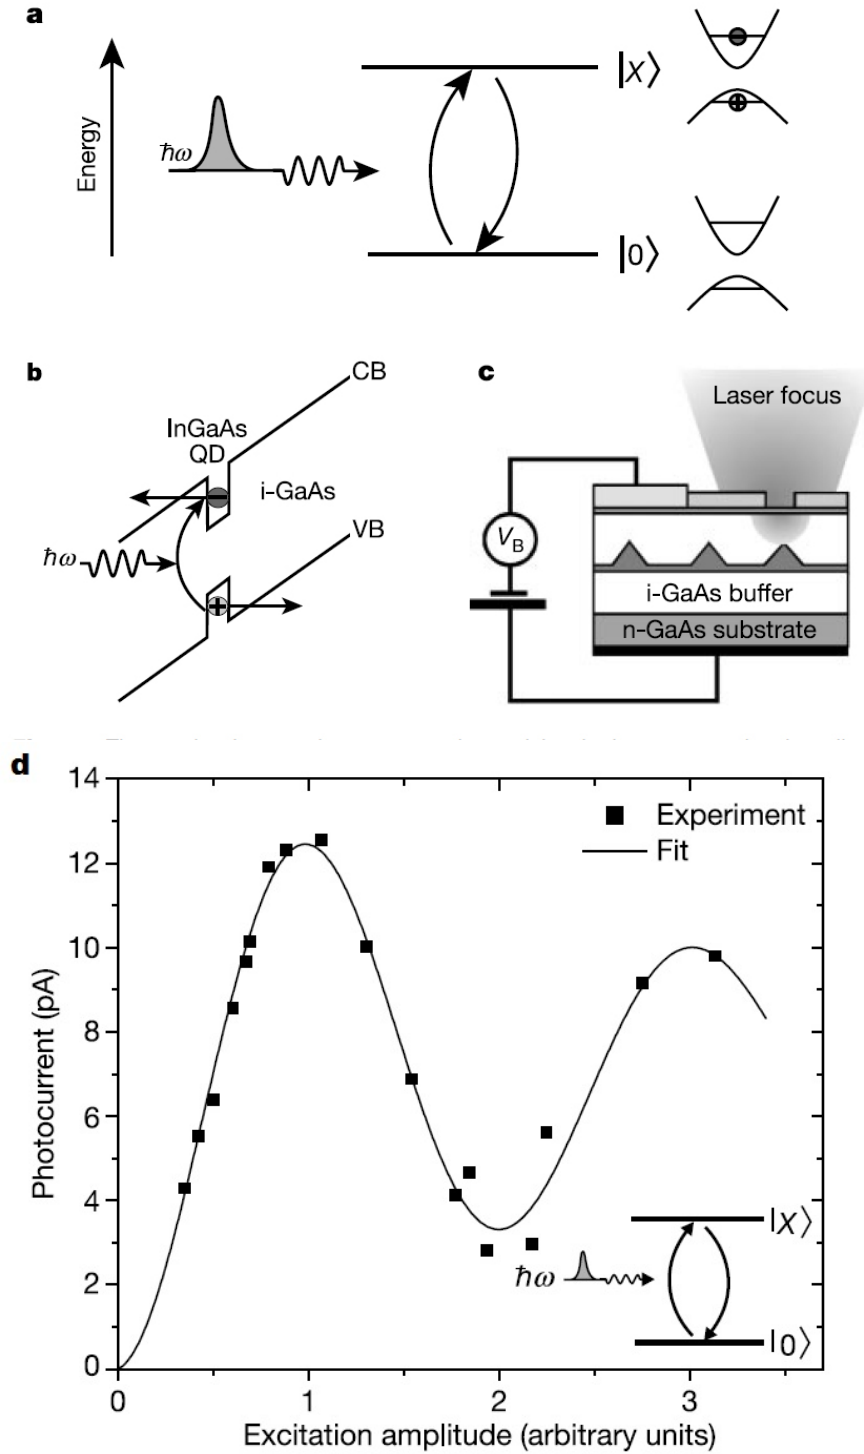 a
Energy
ħω
|X⟩
|0⟩
b
CB
InGaAs
QD
i-GaAs
VB
ħω
c
Laser focus
V_B
i-GaAs buffer
n-GaAs substrate
d
Photocurrent (pA)
14
12
10
8
6
4
2
0
Experiment
Fit
|X⟩
ħω
|0⟩
0 1 2 3
Excitation amplitude (arbitrary units)